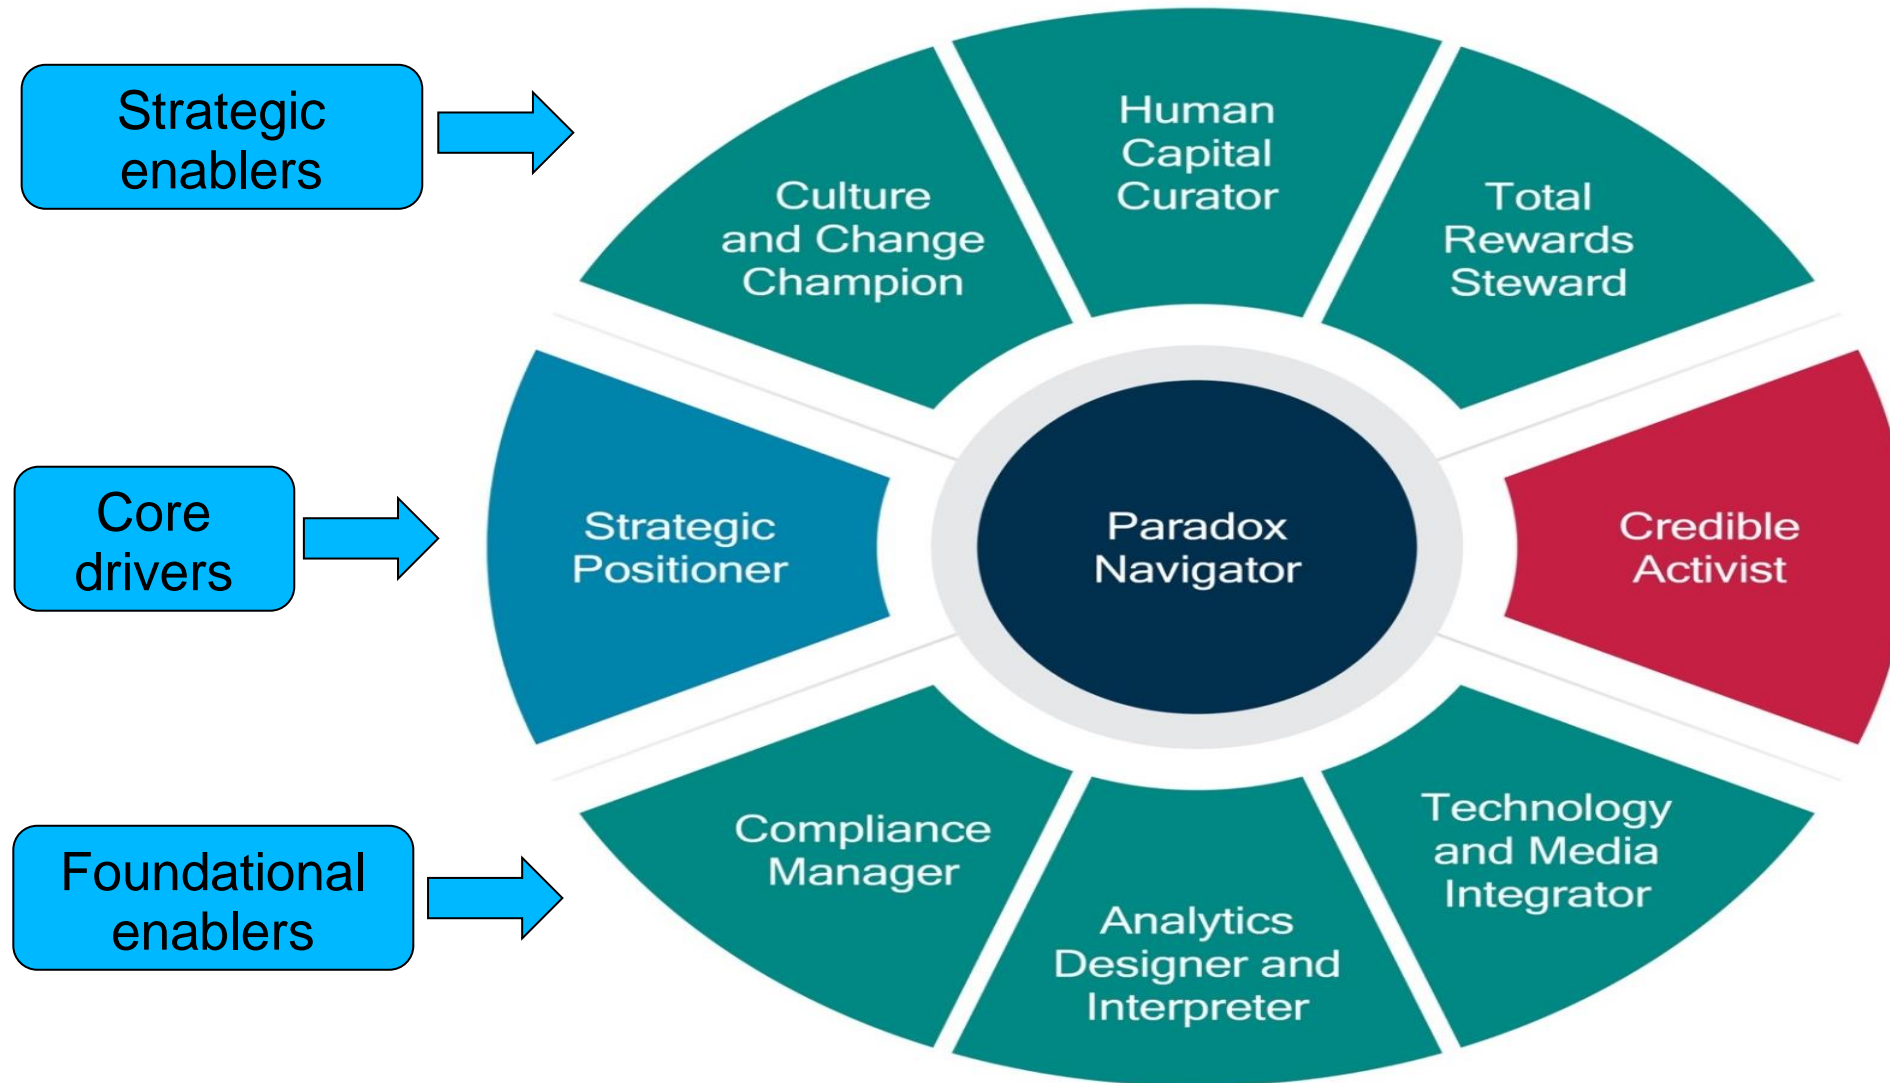 Strategic
enablers
Culture
and Change
Champion
Human
Capital
Curator
Total
Rewards
Steward
Core
drivers
Strategic
Positioner
Paradox
Navigator
Credible
Activist
Foundational
enablers
Compliance
Manager
Analytics
Designer and
Interpreter
Technology
and Media
Integrator